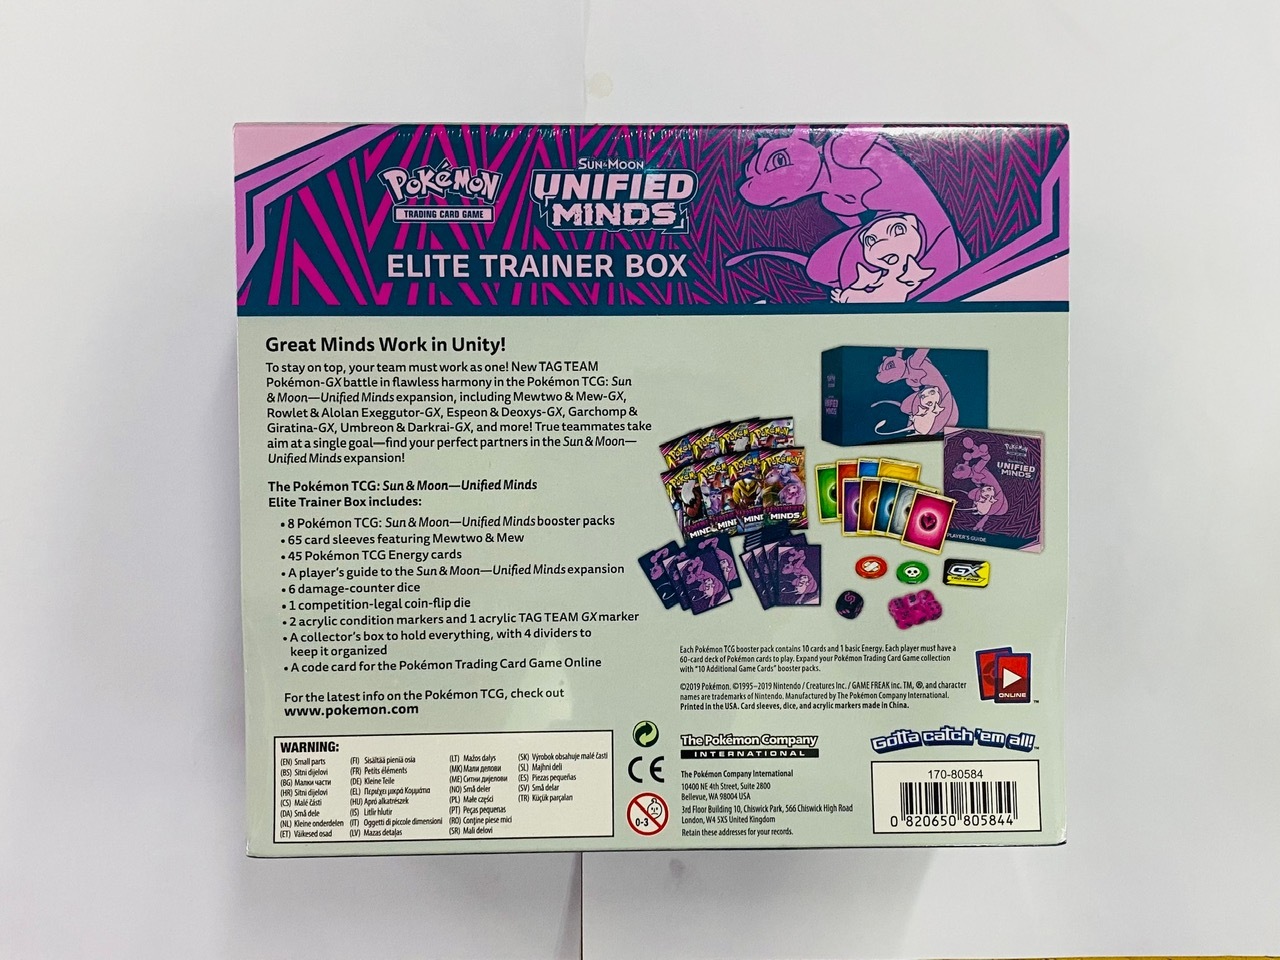 Pokémon
TRADING CARD GAME
SUN & MOON
UNIFIED
MINDS
ELITE TRAINER BOX
Great Minds Work in Unity!
To stay on top, your team must work as one! New TAG TEAM
Pokémon-GX battle in flawless harmony in the Pokémon TCG: Sun
& Moon—Unified Minds expansion, including Mewtwo & Mew-GX,
Rowlet & Alolan Exeggutor-GX, Espeon & Deoxys-GX, Garchomp &
Giratina-GX, Umbreon & Darkrai-GX, and more! True teammates take
aim at a single goal—find your perfect partners in the Sun & Moon—
Unified Minds expansion!
The Pokémon TCG: Sun & Moon—Unified Minds
Elite Trainer Box includes:
• 8 Pokémon TCG: Sun & Moon—Unified Minds booster packs
• 65 card sleeves featuring Mewtwo & Mew
• 45 Pokémon TCG Energy cards
• A player's guide to the Sun & Moon—Unified Minds expansion
• 6 damage-counter dice
• 1 competition-legal coin-flip die
• 2 acrylic condition markers and 1 acrylic TAG TEAM GX marker
• A collector's box to hold everything, with 4 dividers to
keep it organized
• A code card for the Pokémon Trading Card Game Online
For the latest info on the Pokémon TCG, check out
www.pokemon.com
UNIFIED
MINDS
PLAYER'S GUIDE
GX
TAG TEAM
Each Pokémon TCG booster pack contains 10 cards and 1 basic Energy. Each player must have a
60-card deck of Pokémon cards to play. Expand your Pokémon Trading Card Game collection
with "10 Additional Game Cards" booster packs.
©2019 Pokémon. ©1995–2019 Nintendo / Creatures Inc. / GAME FREAK inc. TM, ®, and character
names are trademarks of Nintendo. Manufactured by The Pokémon Company International.
Printed in the USA. Card sleeves, dice, and acrylic markers made in China.
ONLINE
TM
WARNING:
(EN) Small parts
(BS) Sitni dijelovi
(BG) Малки части
(HR) Sitni dijelovi
(CS) Malé části
(DA) Små dele
(NL) Kleine onderdelen
(ET) Väikesed osad
(FI) Sisältää pieniä osia
(FR) Petits éléments
(DE) Kleine Teile
(EL) Περιέχει μικρά Κομμάτια
(HU) Apró alkatrészek
(IS) Litlir hlutir
(IT) Oggetti di piccole dimensioni
(LV) Mazas detaļas
(LT) Mažos dalys
(MK) Мали делови
(ME) Ситни дијелови
(NO) Små deler
(PL) Małe części
(PT) Peças pequenas
(RO) Conține piese mici
(SR) Mali delovi
(SK) Výrobok obsahuje malé časti
(SL) Majhni deli
(ES) Piezas pequeñas
(SV) Små delar
(TR) Küçük parçalar
CE
0-3
The Pokémon Company
INTERNATIONAL
The Pokémon Company International
10400 NE 4th Street, Suite 2800
Bellevue, WA 98004 USA
3rd Floor Building 10, Chiswick Park, 566 Chiswick High Road
London, W4 5XS United Kingdom
Retain these addresses for your records.
Gotta catch 'em all!
170-80584
0 820650 805844